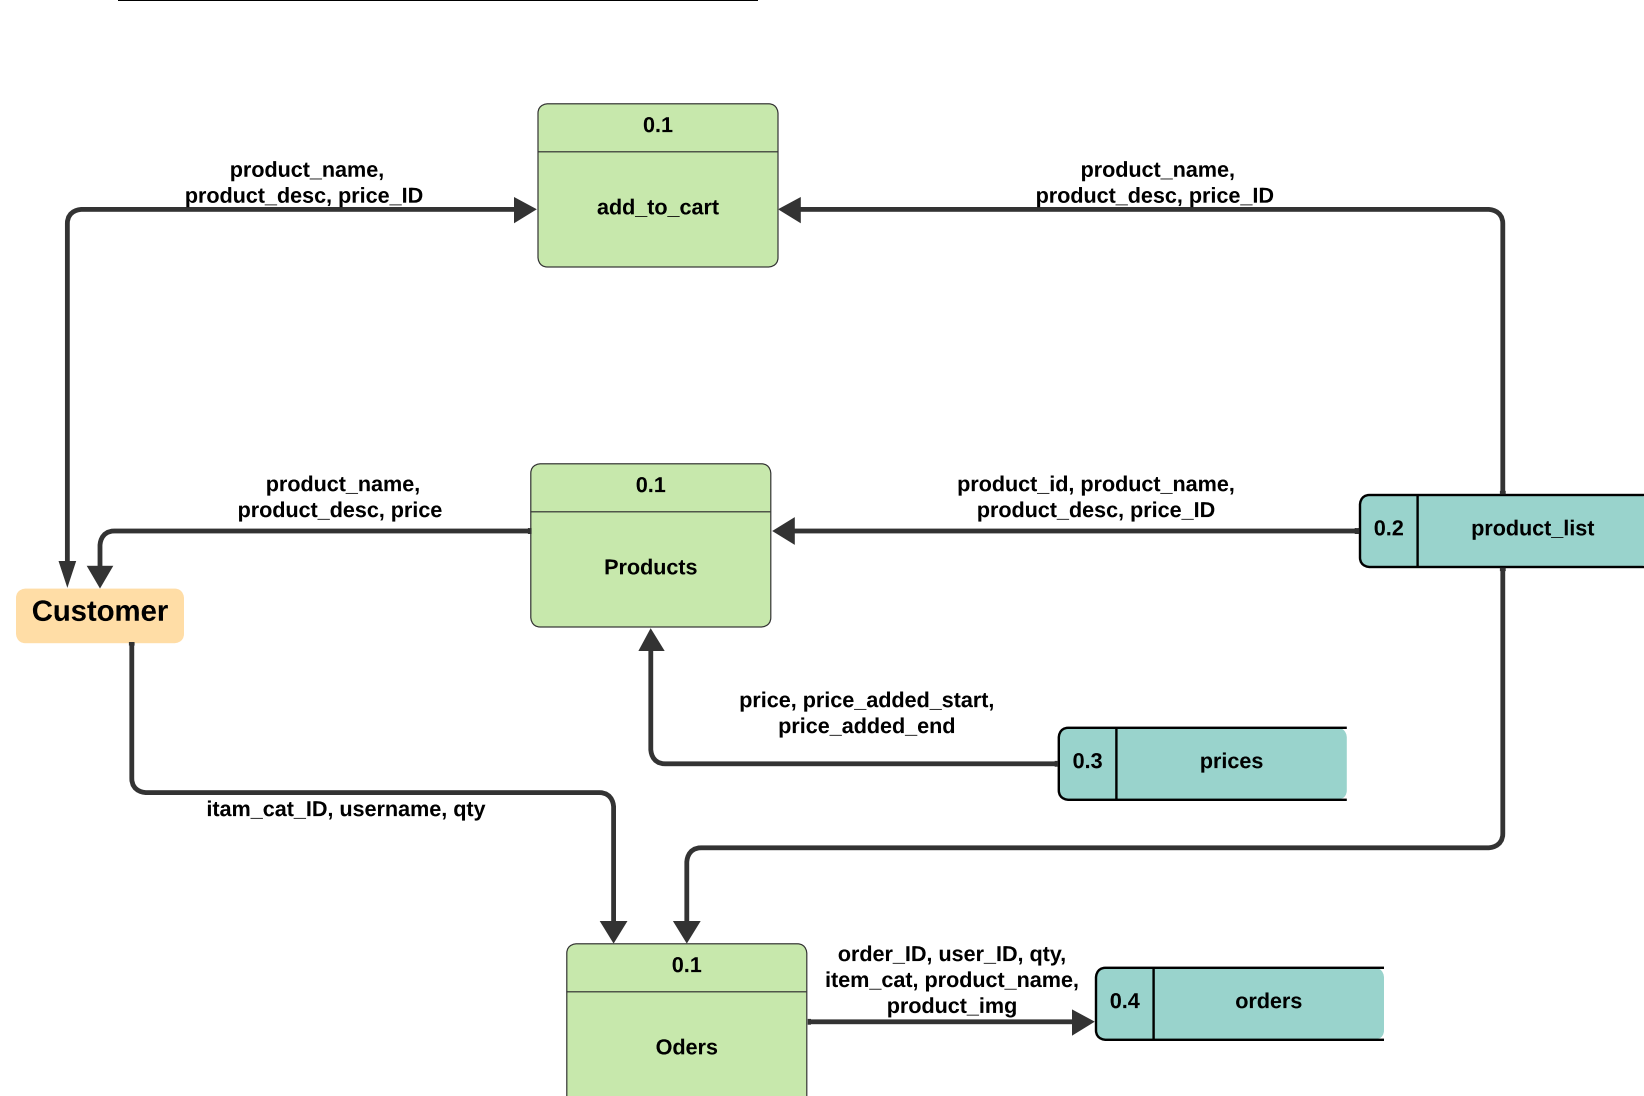 0.1
add_to_cart
product_name,
product_desc, price_ID
product_name,
product_desc, price_ID
product_name,
product_desc, price
0.1
Products
product_id, product_name,
product_desc, price_ID
0.2
product_list
Customer
price, price_added_start,
price_added_end
0.3
prices
itam_cat_ID, username, qty
0.1
Oders
order_ID, user_ID, qty,
item_cat, product_name,
product_img
0.4
orders